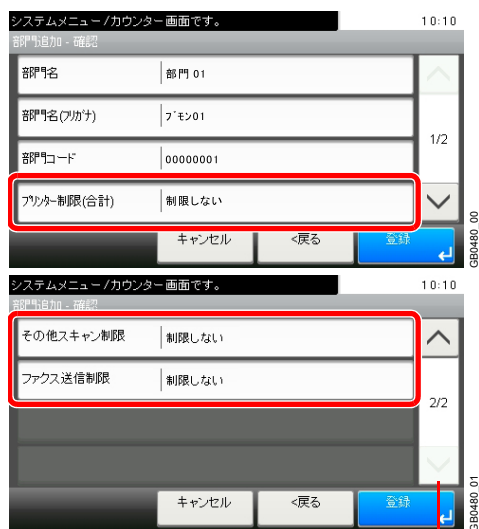 システムメニュー/カウンター画面です。 10:10
部門追加 - 確認
部門名 部門 01
部門名(フリガナ) ブモン01
1/2
部門コード 00000001
プリンター制限(合計) 制限しない
キャンセル <戻る 登録
GB0480_00
システムメニュー/カウンター画面です。 10:10
部門追加 - 確認
その他スキャン制限 制限しない
ファクス送信制限 制限しない
2/2
キャンセル <戻る 登録
GB0480_01